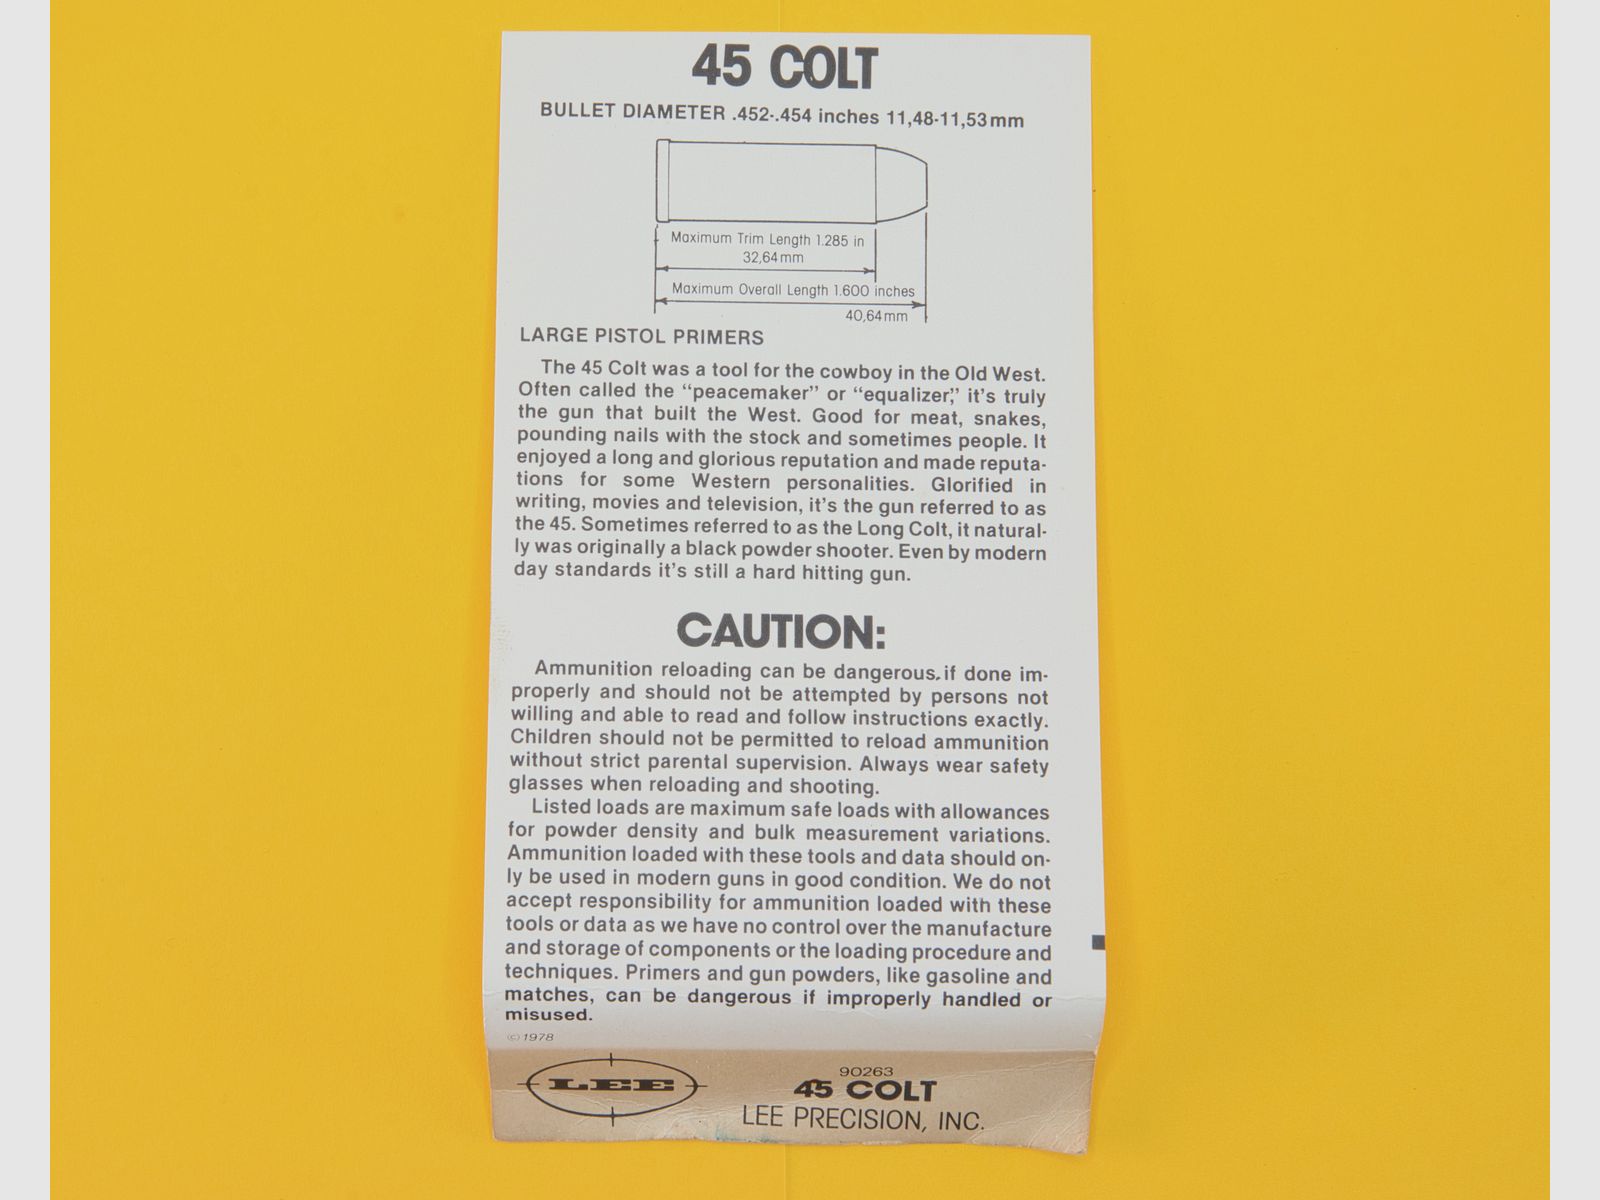 45 COLT
BULLET DIAMETER .452-.454 inches 11,48-11,53mm
Maximum Trim Length 1.285 in
32,64mm
Maximum Overall Length 1.600 inches
40,64mm
LARGE PISTOL PRIMERS
The 45 Colt was a tool for the cowboy in the Old West.
Often called the “peacemaker” or “equalizer,” it’s truly
the gun that built the West. Good for meat, snakes,
pounding nails with the stock and sometimes people. It
enjoyed a long and glorious reputation and made reputa-
tions for some Western personalities. Glorified in
writing, movies and television, it’s the gun referred to as
the 45. Sometimes referred to as the Long Colt, it natural-
ly was originally a black powder shooter. Even by modern
day standards it’s still a hard hitting gun.
CAUTION:
Ammunition reloading can be dangerous, if done im-
properly and should not be attempted by persons not
willing and able to read and follow instructions exactly.
Children should not be permitted to reload ammunition
without strict parental supervision. Always wear safety
glasses when reloading and shooting.
Listed loads are maximum safe loads with allowances
for powder density and bulk measurement variations.
Ammunition loaded with these tools and data should on-
ly be used in modern guns in good condition. We do not
accept responsibility for ammunition loaded with these
tools or data as we have no control over the manufacture
and storage of components or the loading procedure and
techniques. Primers and gun powders, like gasoline and
matches, can be dangerous if improperly handled or
misused.
©1978
LEE
90263
45 COLT
LEE PRECISION, INC.